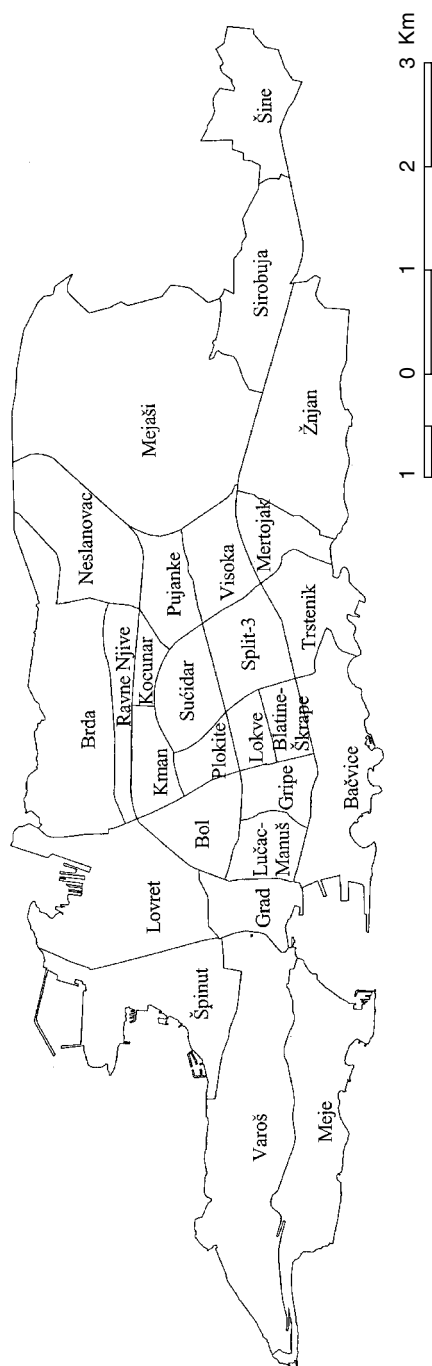 Brda
Neslanovac
Mejaši
Lovret
Ravne Njive
Kocunar
Kman
Pujanke
Špinut
Bol
Sućidar
Plokite
Visoka
Split-3
Mertojak
Sirobuja
Šine
Varoš
Grad
Lučac-
Manuš
Gripe
Lokve
Blatine-
Škrape
Trstenik
Žnjan
Meje
Bačvice
1 0 1 2 3 Km